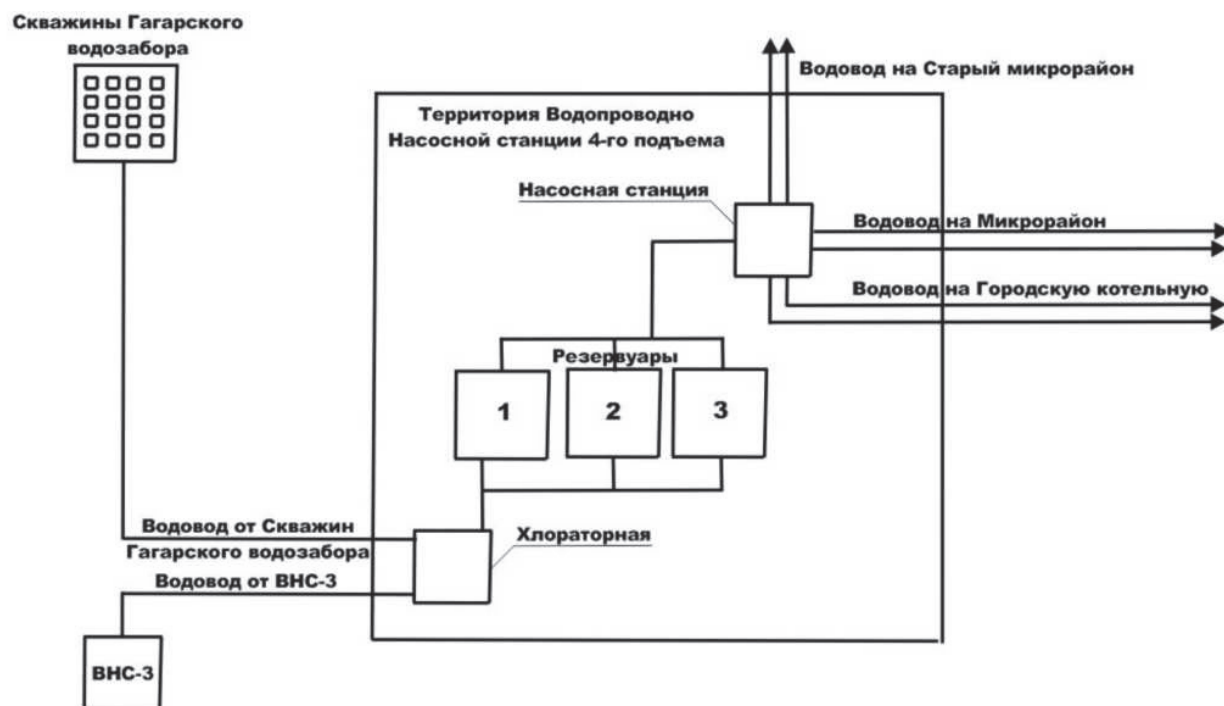 Скважины Гагарского
водозабора
Водовод на Старый микрорайон
Территория Водопроводно
Насосной станции 4-го подъема
Насосная станция
Водовод на Микрорайон
Водовод на Городскую котельную
Резервуары
1 2 3
Водовод от Скважин
Гагарского водозабора
Хлораторная
Водовод от ВНС-3
ВНС-3